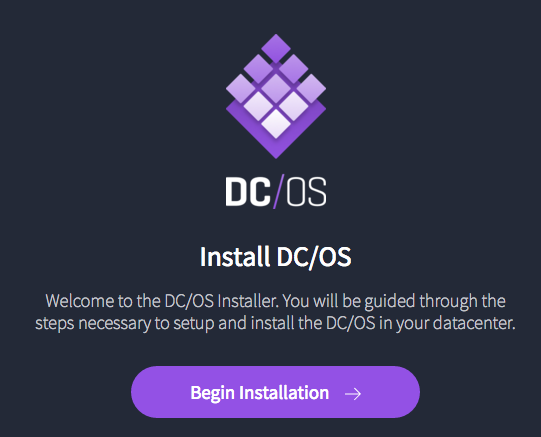 DC/OS
Install DC/OS
Welcome to the DC/OS Installer. You will be guided through the
steps necessary to setup and install the DC/OS in your datacenter.
Begin Installation →